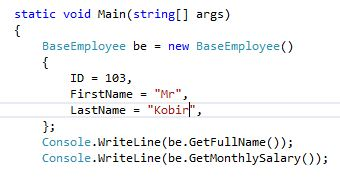 static void Main(string[] args)
{
BaseEmployee be = new BaseEmployee()
{
ID = 103,
FirstName = "Mr",
LastName = "Kobir",
};
Console.WriteLine(be.GetFullName());
Console.WriteLine(be.GetMonthlySalary());